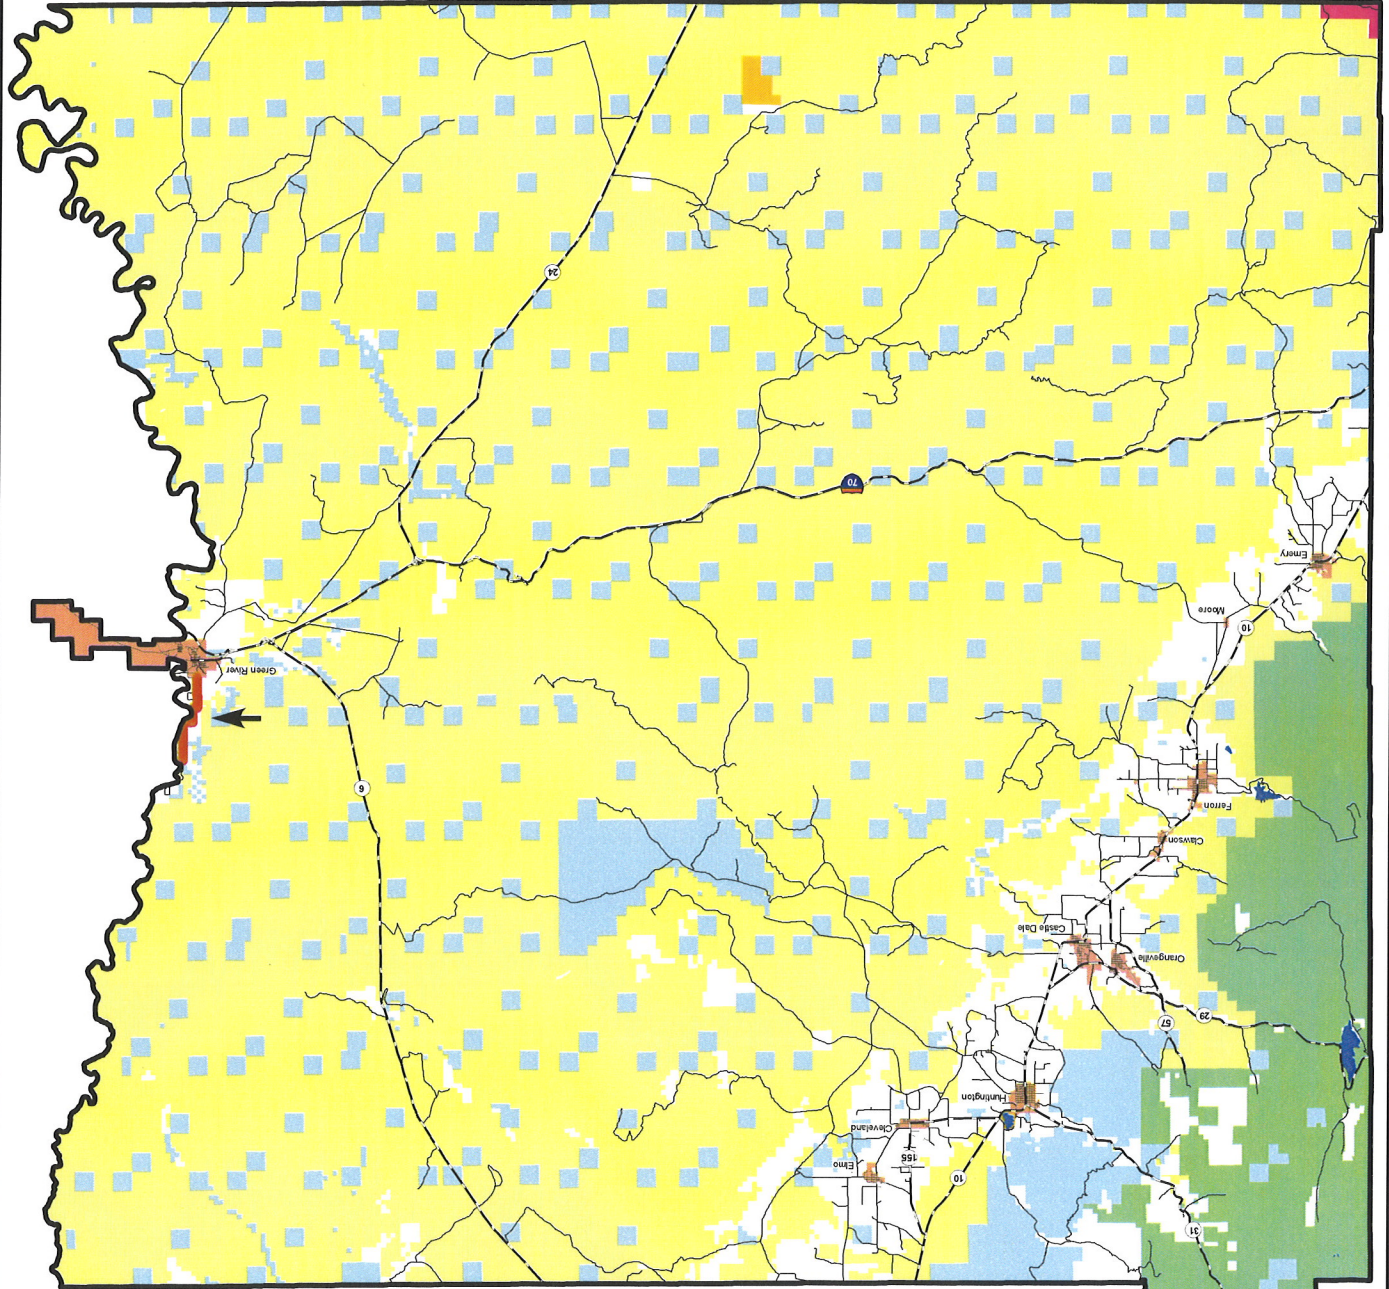 24
70
Emery
Moore
10
Green River
6
Ferron
Clawson
Castle Dale
Orangeville
29
57
Huntington
Cleveland
155
Elmo
10
31